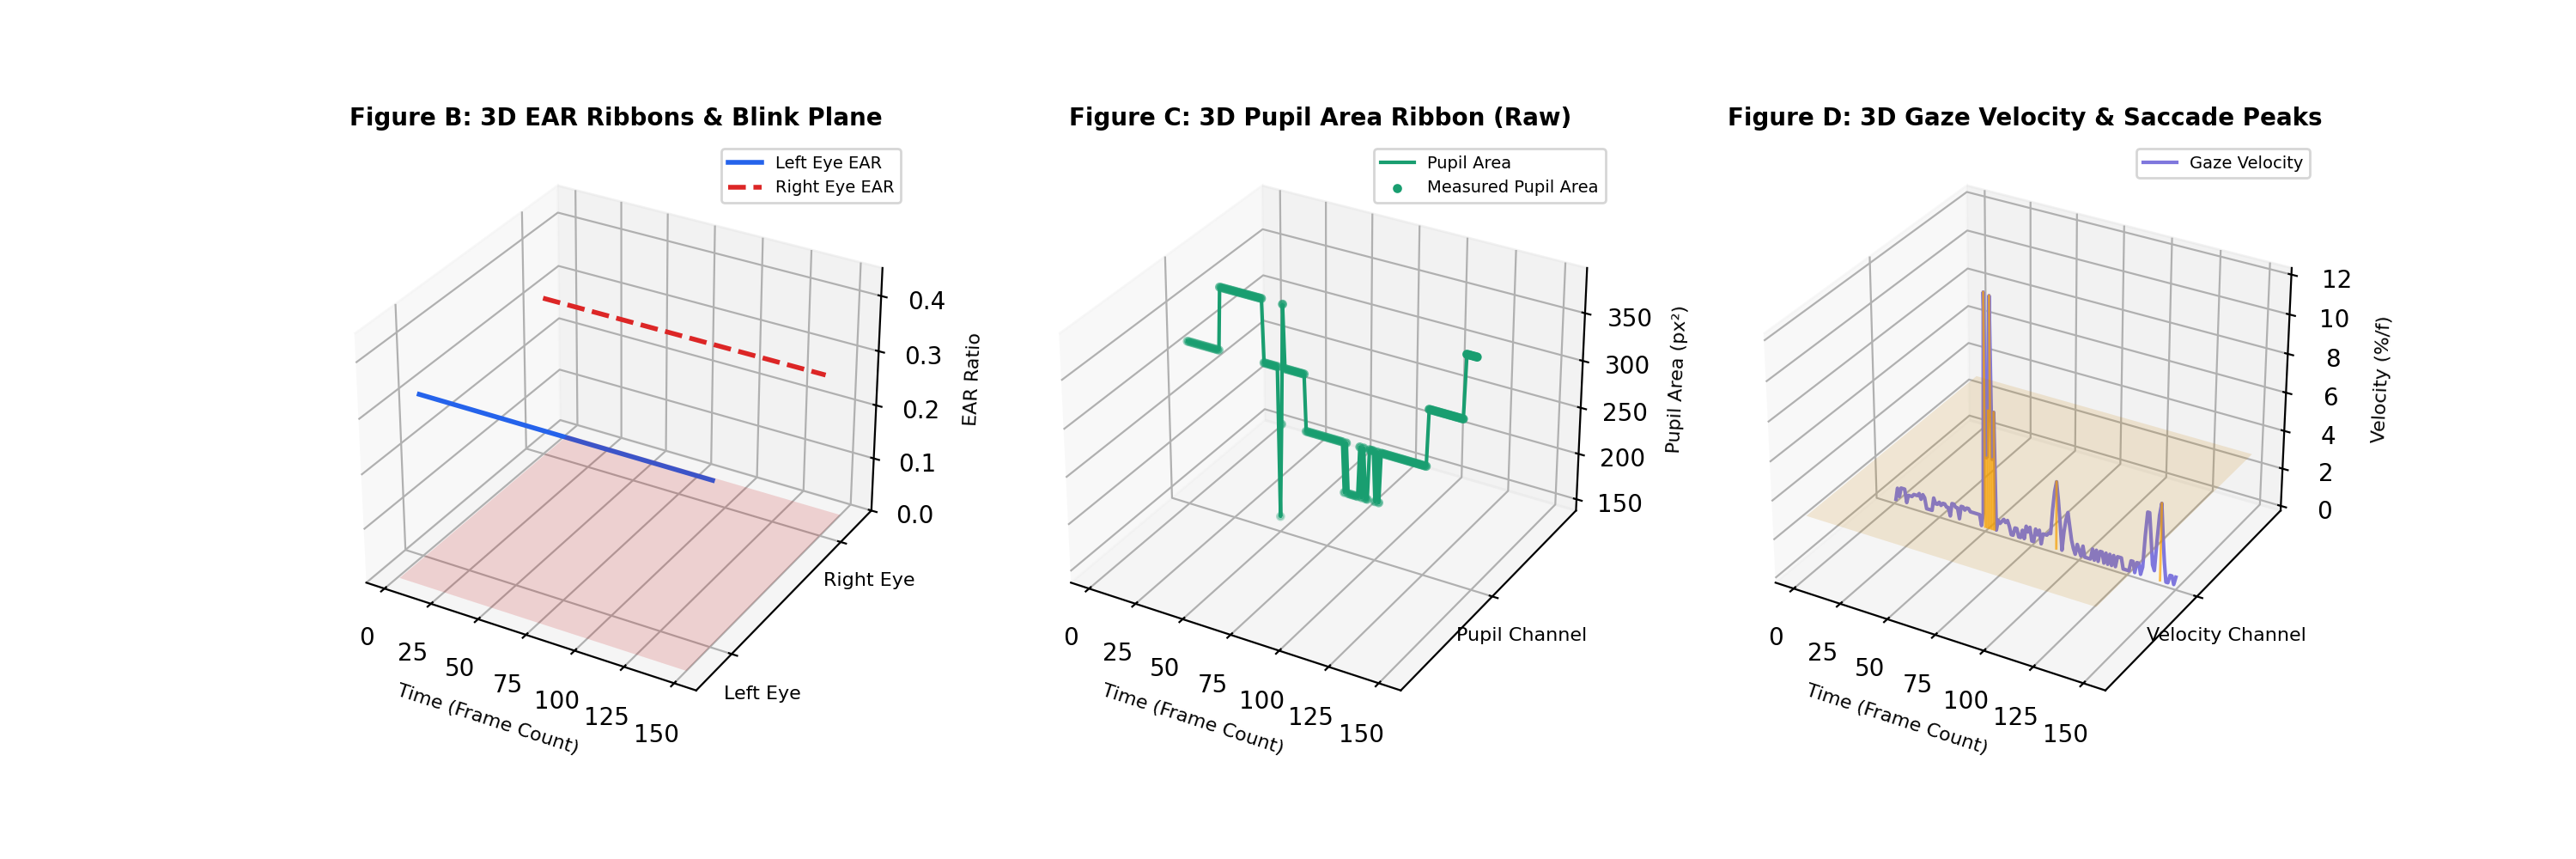 Figure B: 3D EAR Ribbons & Blink Plane
Left Eye EAR
Right Eye EAR
0.4
0.3
0.2
0.1
0.0
EAR Ratio
Right Eye
Left Eye
0
25
50
75
100
125
150
Time (Frame Count)
Figure C: 3D Pupil Area Ribbon (Raw)
Pupil Area
Measured Pupil Area
350
300
250
200
150
Pupil Area (px²)
Pupil Channel
0
25
50
75
100
125
150
Time (Frame Count)
Figure D: 3D Gaze Velocity & Saccade Peaks
Gaze Velocity
12
10
8
6
4
2
0
Velocity (%/f)
Velocity Channel
0
25
50
75
100
125
150
Time (Frame Count)